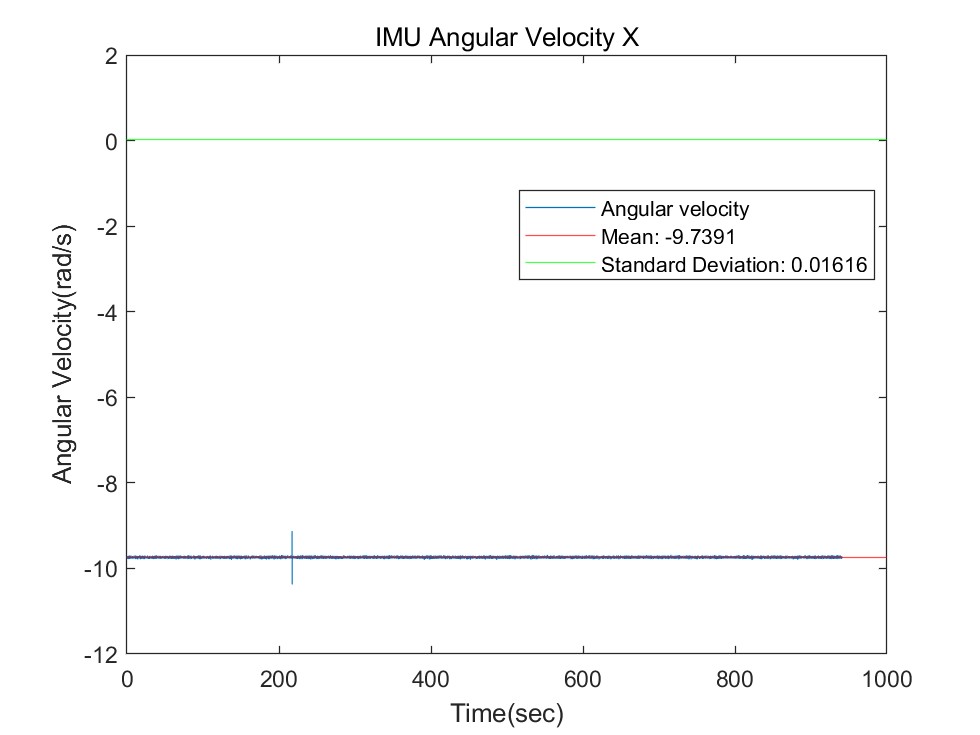 IMU Angular Velocity X
2
0
-2
-4
-6
-8
-10
-12
Angular Velocity(rad/s)
Angular velocity
Mean: -9.7391
Standard Deviation: 0.01616
0 200 400 600 800 1000
Time(sec)